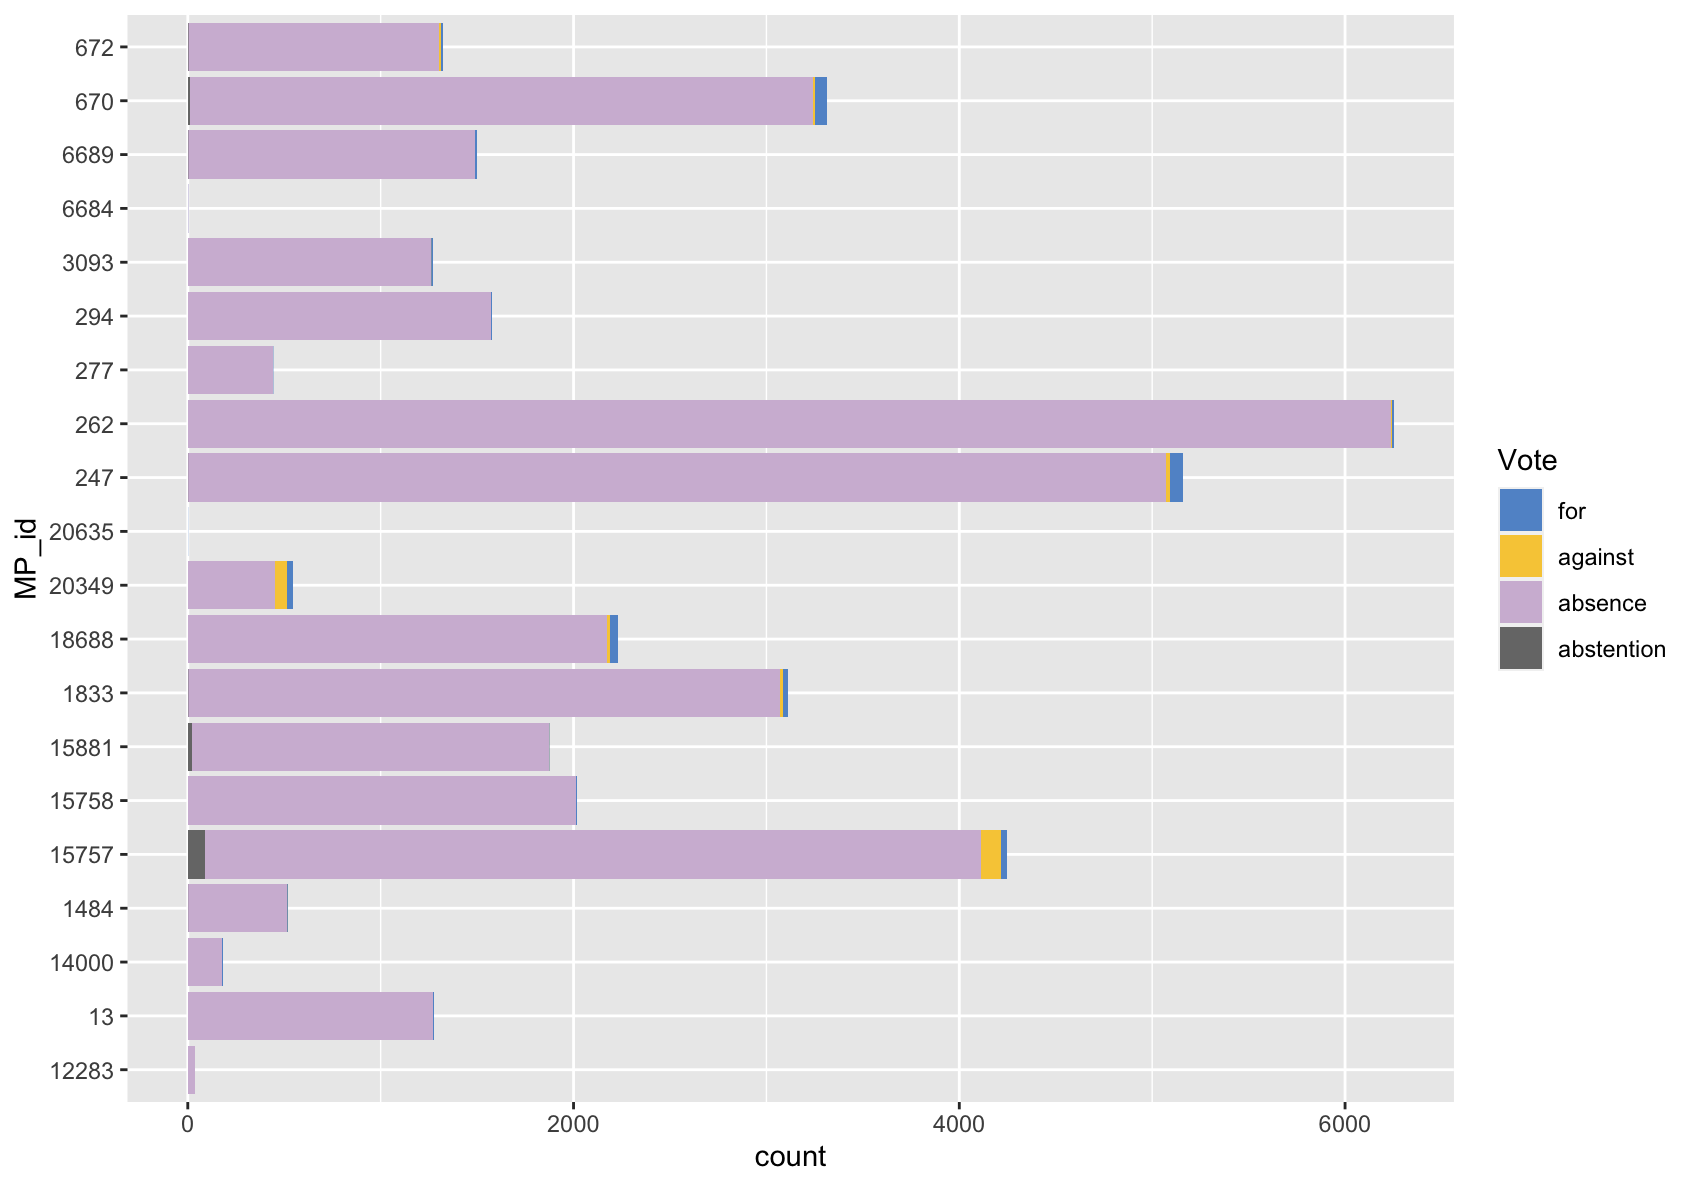 672
670
6689
6684
3093
294
277
262
247
20635
20349
18688
1833
15881
15758
15757
1484
14000
13
12283
MP_id
0 2000 4000 6000
count
Vote
for
against
absence
abstention